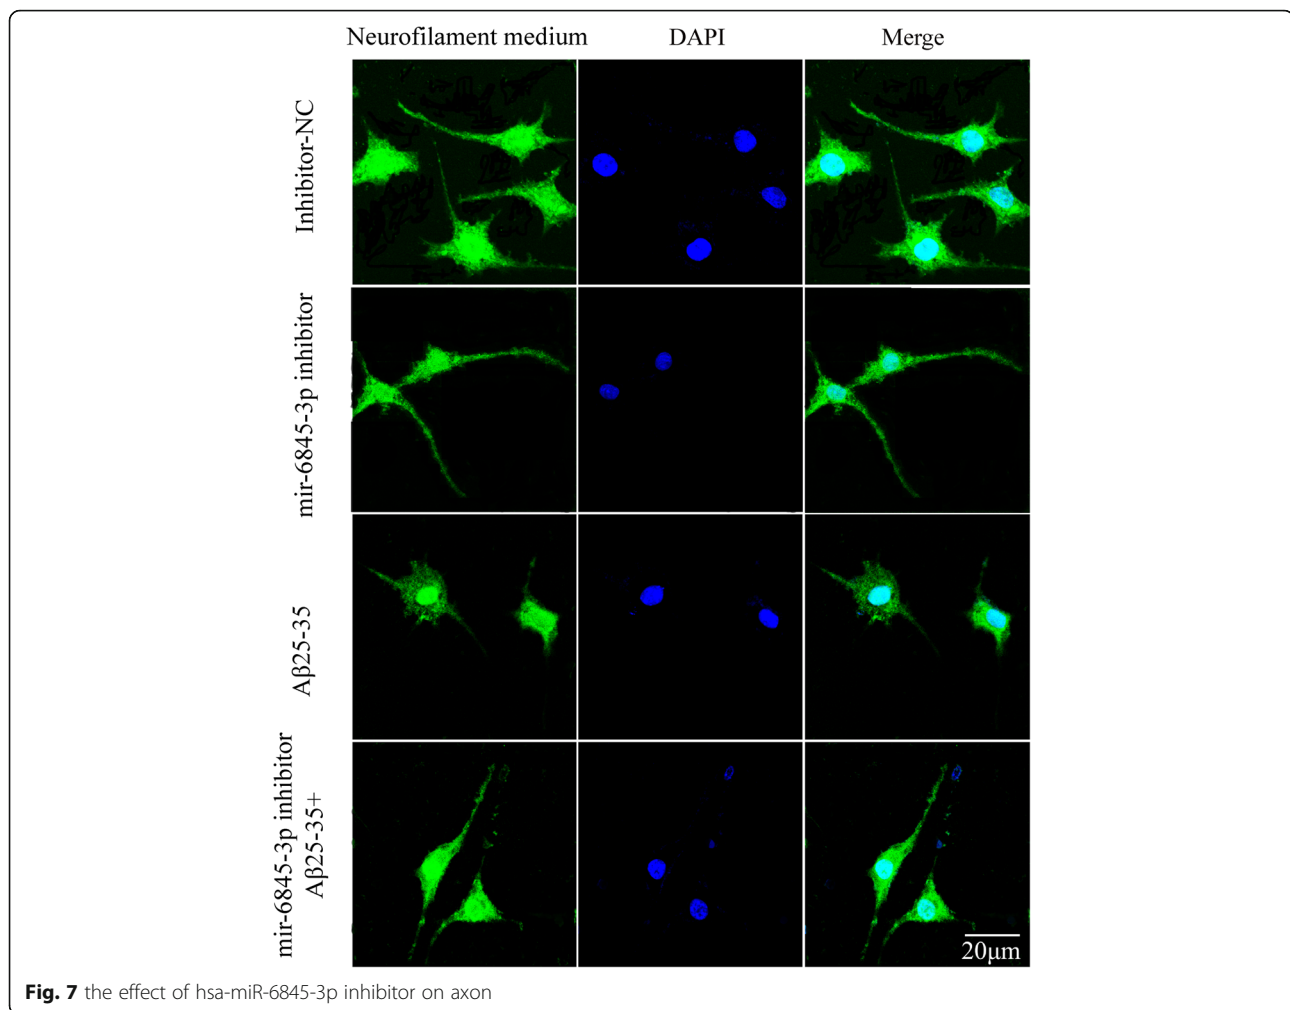 Neurofilament medium DAPI Merge
Inhibitor-NC
mir-6845-3p inhibitor
Aβ25-35
mir-6845-3p inhibitor
Aβ25-35+
20μm
Fig. 7 the effect of hsa-miR-6845-3p inhibitor on axon